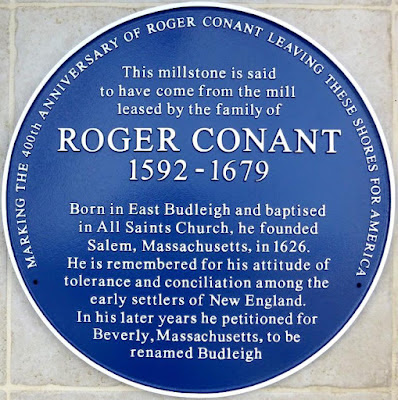 MARKING THE 400th ANNIVERSARY OF ROGER CONANT LEAVING THESE SHORES FOR AMERICA
This millstone is said
to have come from the mill
leased by the family of
ROGER CONANT
1592 - 1679
Born in East Budleigh and baptised
in All Saints Church, he founded
Salem, Massachusetts, in 1626.
He is remembered for his attitude of
tolerance and conciliation among the
early settlers of New England.
In his later years he petitioned for
Beverly, Massachusetts, to be
renamed Budleigh